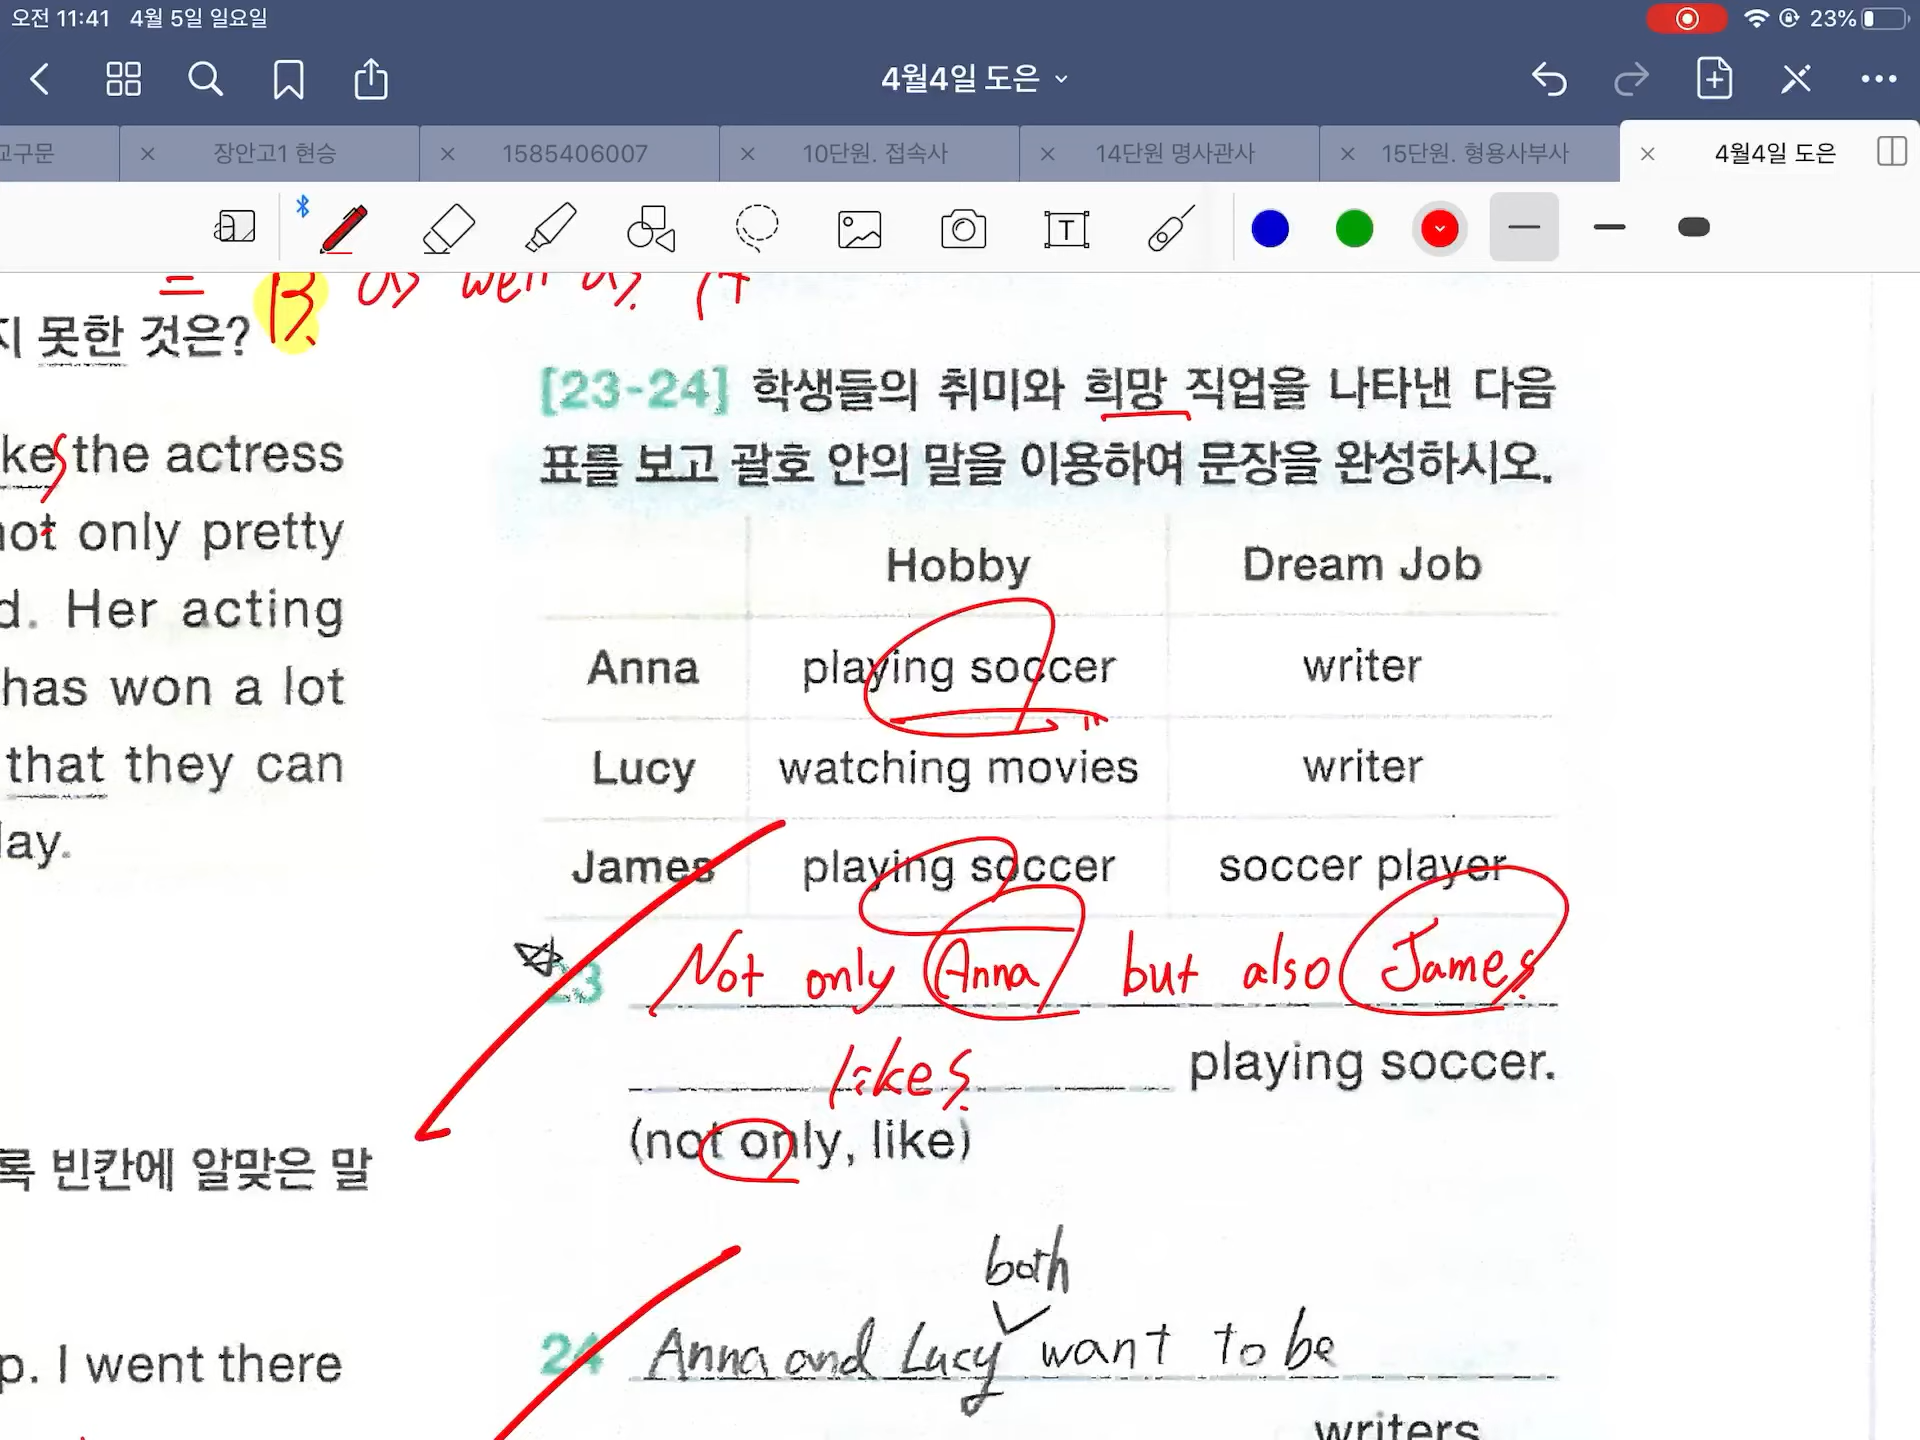 오전 11:41 4월 5일 일요일
23%
4월4일 도은
교구문
장안고1 현승
1585406007
10단원. 접속사
14단원 명사관사
15단원. 형용사부사
4월4일 도은
= B as well as A
지 못한 것은?
kes the actress
not only pretty
d. Her acting
has won a lot
that they can
lay.
록 빈칸에 알맞은 말
p. I went there
[23-24] 학생들의 취미와 희망 직업을 나타낸 다음
표를 보고 괄호 안의 말을 이용하여 문장을 완성하시오.
Hobby Dream Job
Anna playing soccer writer
Lucy watching movies writer
James playing soccer soccer player
23 Not only Anna but also James
likes playing soccer.
(not only, like)
both
24 Anna and Lucy want to be
writers